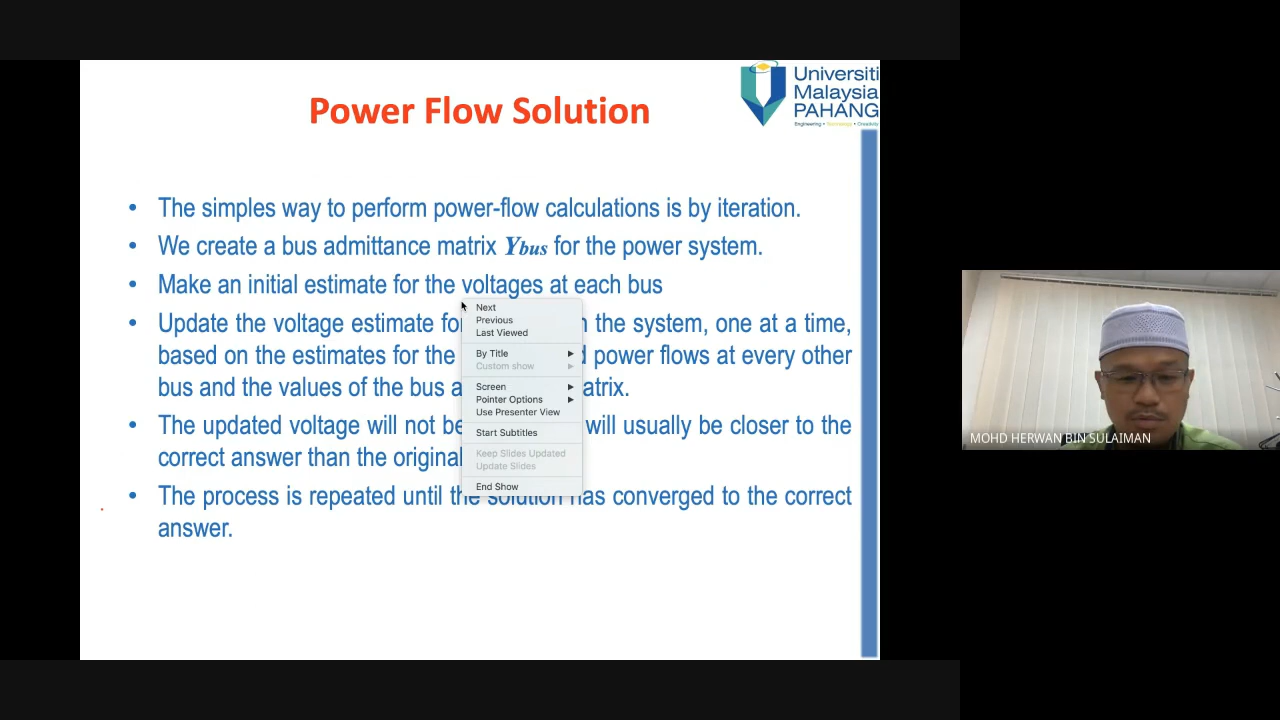 Power Flow Solution
Universiti
Malaysia
PAHANG
Engineering • Technology • Creativity
• The simples way to perform power-flow calculations is by iteration.
• We create a bus admittance matrix Ybus for the power system.
• Make an initial estimate for the voltages at each bus
• Update the voltage estimate for the system, one at a time,
based on the estimates for the power flows at every other
bus and the values of the bus
• The updated voltage will not will usually be closer to the
correct answer than the original
• The process is repeated until the solution has converged to the correct
answer.
Next
Previous
Last Viewed
By Title
Custom show
Screen
Pointer Options
Use Presenter View
Start Subtitles
Keep Slides Updated
Update Slides
End Show
MOHD HERWAN BIN SULAIMAN